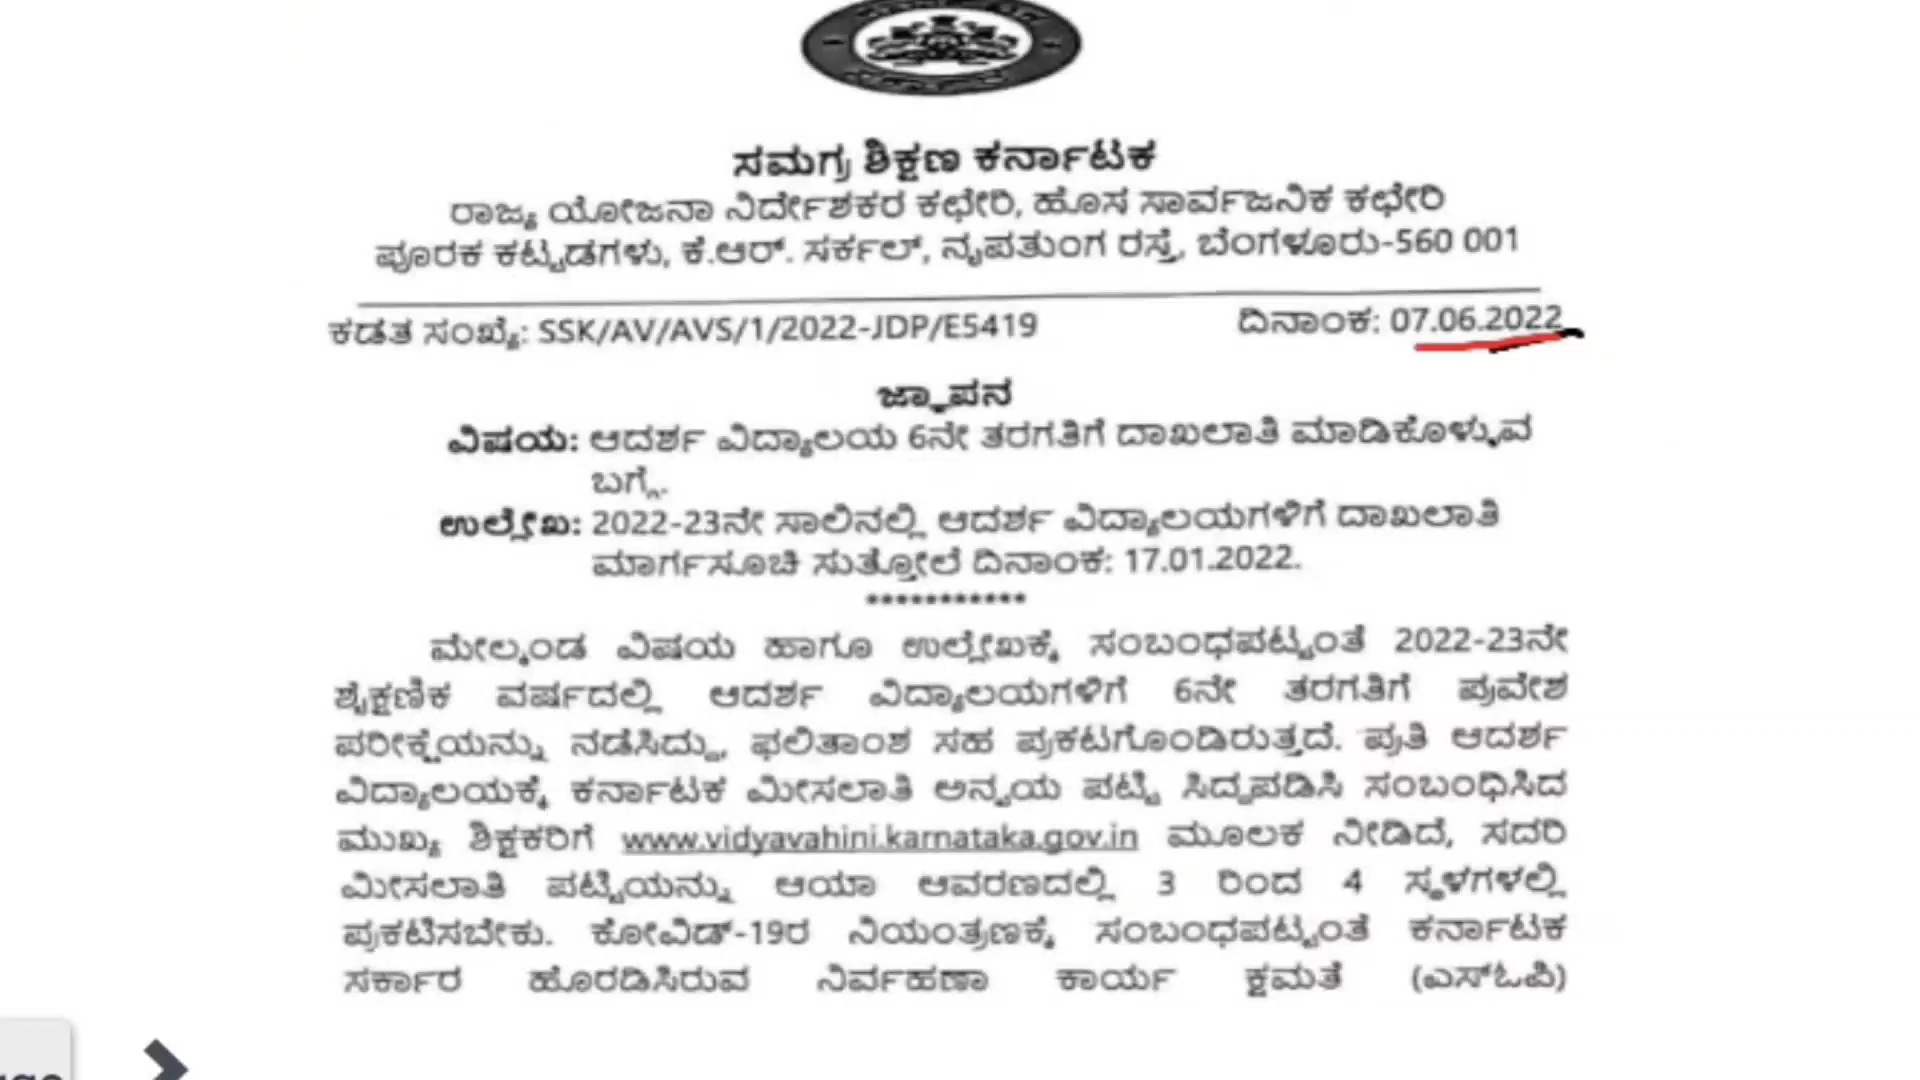 ಸಮಗ್ರ ಶಿಕ್ಷಣ ಕರ್ನಾಟಕ
ರಾಜ್ಯ ಯೋಜನಾ ನಿರ್ದೇಶಕರ ಕಛೇರಿ, ಹೊಸ ಸಾರ್ವಜನಿಕ ಕಛೇರಿ
ಪೂರಕ ಕಟ್ಟಡಗಳು, ಕೆ.ಆರ್. ಸರ್ಕಲ್, ನೃಪತುಂಗ ರಸ್ತೆ, ಬೆಂಗಳೂರು-560 001
ಕಡತ ಸಂಖ್ಯೆ: SSK/AV/AVS/1/2022-JDP/E5419 ದಿನಾಂಕ: 07.06.2022
ಜ್ಞಾಪನ
ವಿಷಯ: ಆದರ್ಶ ವಿದ್ಯಾಲಯ 6ನೇ ತರಗತಿಗೆ ದಾಖಲಾತಿ ಮಾಡಿಕೊಳ್ಳುವ
ಬಗ್ಗೆ.
ಉಲ್ಲೇಖ: 2022-23ನೇ ಸಾಲಿನಲ್ಲಿ ಆದರ್ಶ ವಿದ್ಯಾಲಯಗಳಿಗೆ ದಾಖಲಾತಿ
ಮಾರ್ಗಸೂಚಿ ಸುತ್ತೋಲೆ ದಿನಾಂಕ: 17.01.2022.
***********
ಮೇಲ್ಕಂಡ ವಿಷಯ ಹಾಗೂ ಉಲ್ಲೇಖಕ್ಕೆ ಸಂಬಂಧಪಟ್ಟಂತೆ 2022-23ನೇ
ಶೈಕ್ಷಣಿಕ ವರ್ಷದಲ್ಲಿ ಆದರ್ಶ ವಿದ್ಯಾಲಯಗಳಿಗೆ 6ನೇ ತರಗತಿಗೆ ಪ್ರವೇಶ
ಪರೀಕ್ಷೆಯನ್ನು ನಡೆಸಿದ್ದು, ಫಲಿತಾಂಶ ಸಹ ಪ್ರಕಟಗೊಂಡಿರುತ್ತದೆ. ಪ್ರತಿ ಆದರ್ಶ
ವಿದ್ಯಾಲಯಕ್ಕೆ ಕರ್ನಾಟಕ ಮೀಸಲಾತಿ ಅನ್ವಯ ಪಟ್ಟಿ ಸಿದ್ಧಪಡಿಸಿ ಸಂಬಂಧಿಸಿದ
ಮುಖ್ಯ ಶಿಕ್ಷಕರಿಗೆ www.vidyavahini.karnataka.gov.in ಮೂಲಕ ನೀಡಿದೆ, ಸದರಿ
ಮೀಸಲಾತಿ ಪಟ್ಟಿಯನ್ನು ಆಯಾ ಆವರಣದಲ್ಲಿ 3 ರಿಂದ 4 ಸ್ಥಳಗಳಲ್ಲಿ
ಪ್ರಕಟಿಸಬೇಕು. ಕೋವಿಡ್-19ರ ನಿಯಂತ್ರಣಕ್ಕೆ ಸಂಬಂಧಪಟ್ಟಂತೆ ಕರ್ನಾಟಕ
ಸರ್ಕಾರ ಹೊರಡಿಸಿರುವ ನಿರ್ವಹಣಾ ಕಾರ್ಯ ಕ್ಷಮತೆ (ಎಸ್‌ಓಪಿ)